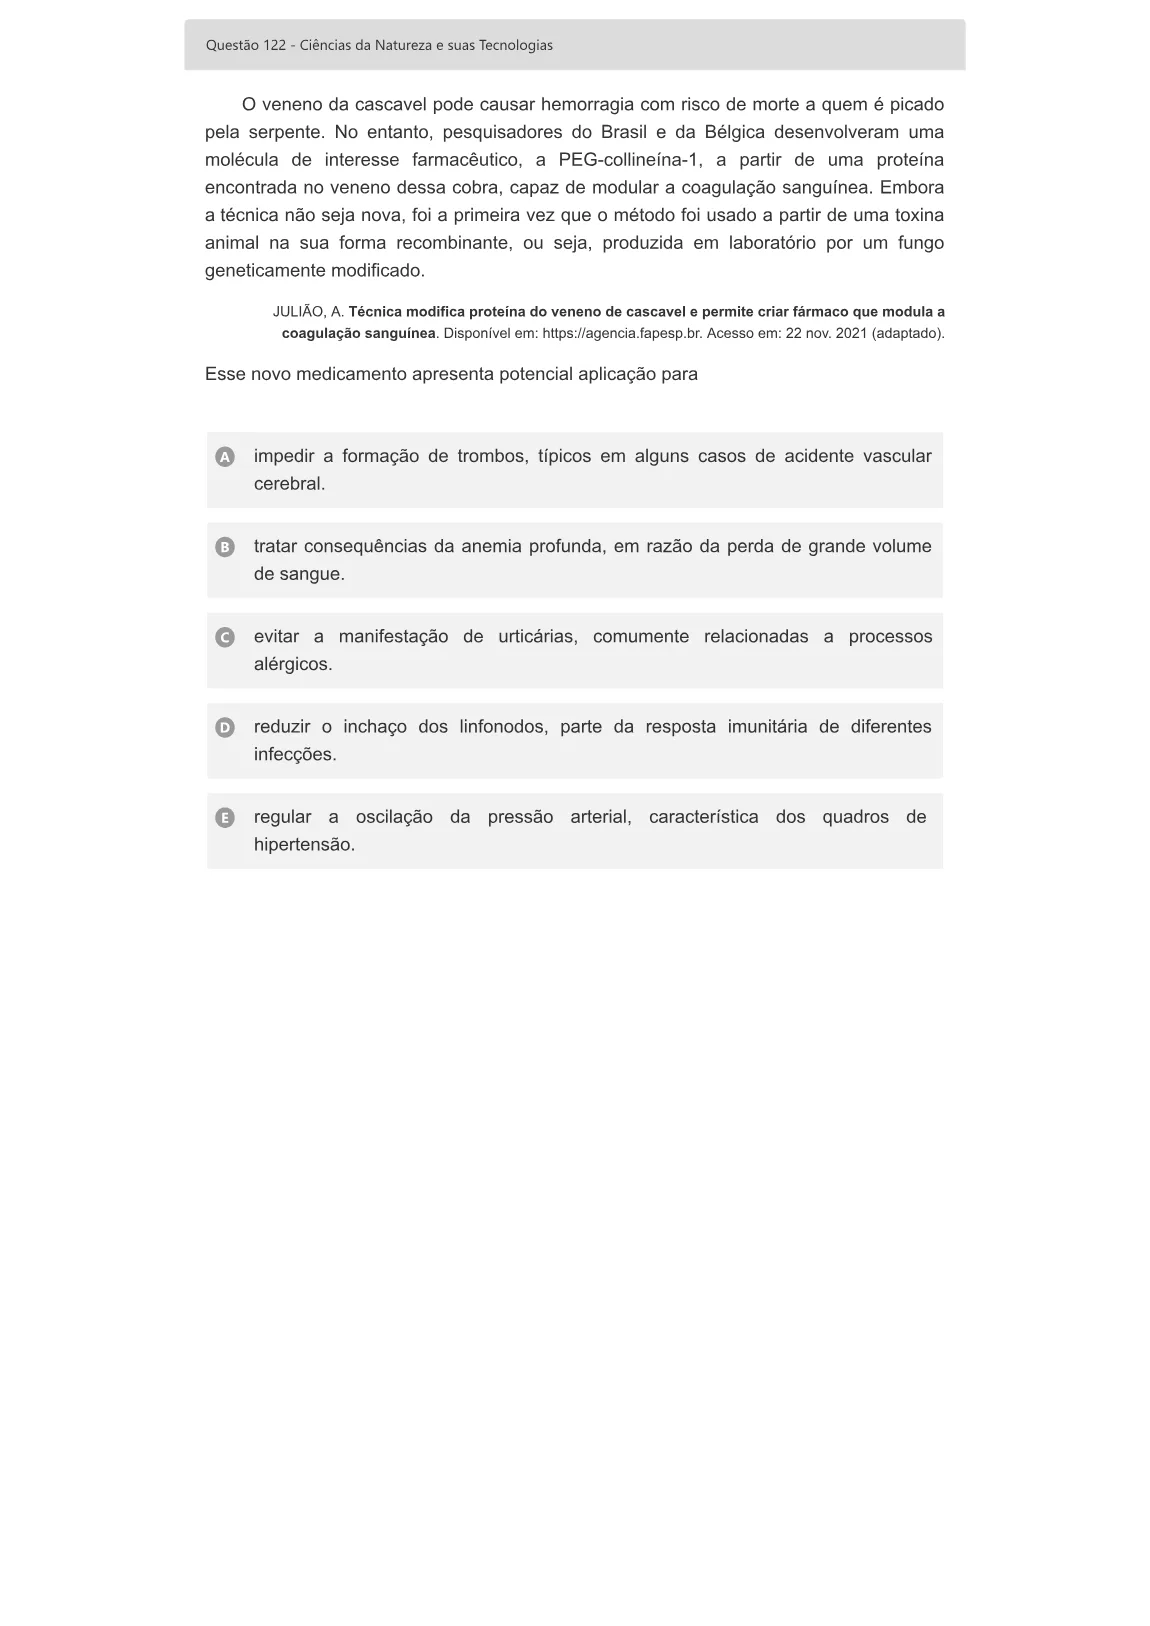 Questão 122 - Ciências da Natureza e suas Tecnologias
O veneno da cascavel pode causar hemorragia com risco de morte a quem é picado
pela serpente. No entanto, pesquisadores do Brasil e da Bélgica desenvolveram uma
molécula de interesse farmacêutico, a PEG-collineína-1, a partir de uma proteína
encontrada no veneno dessa cobra, capaz de modular a coagulação sanguínea. Embora
a técnica não seja nova, foi a primeira vez que o método foi usado a partir de uma toxina
animal na sua forma recombinante, ou seja, produzida em laboratório por um fungo
geneticamente modificado.
JULIÃO, A. Técnica modifica proteína do veneno de cascavel e permite criar fármaco que modula a
coagulação sanguínea. Disponível em: https://agencia.fapesp.br. Acesso em: 22 nov. 2021 (adaptado).
Esse novo medicamento apresenta potencial aplicação para
A impedir a formação de trombos, típicos em alguns casos de acidente vascular
cerebral.
B tratar consequências da anemia profunda, em razão da perda de grande volume
de sangue.
C evitar a manifestação de urticárias, comumente relacionadas a processos
alérgicos.
D reduzir o inchaço dos linfonodos, parte da resposta imunitária de diferentes
infecções.
E regular a oscilação da pressão arterial, característica dos quadros de
hipertensão.